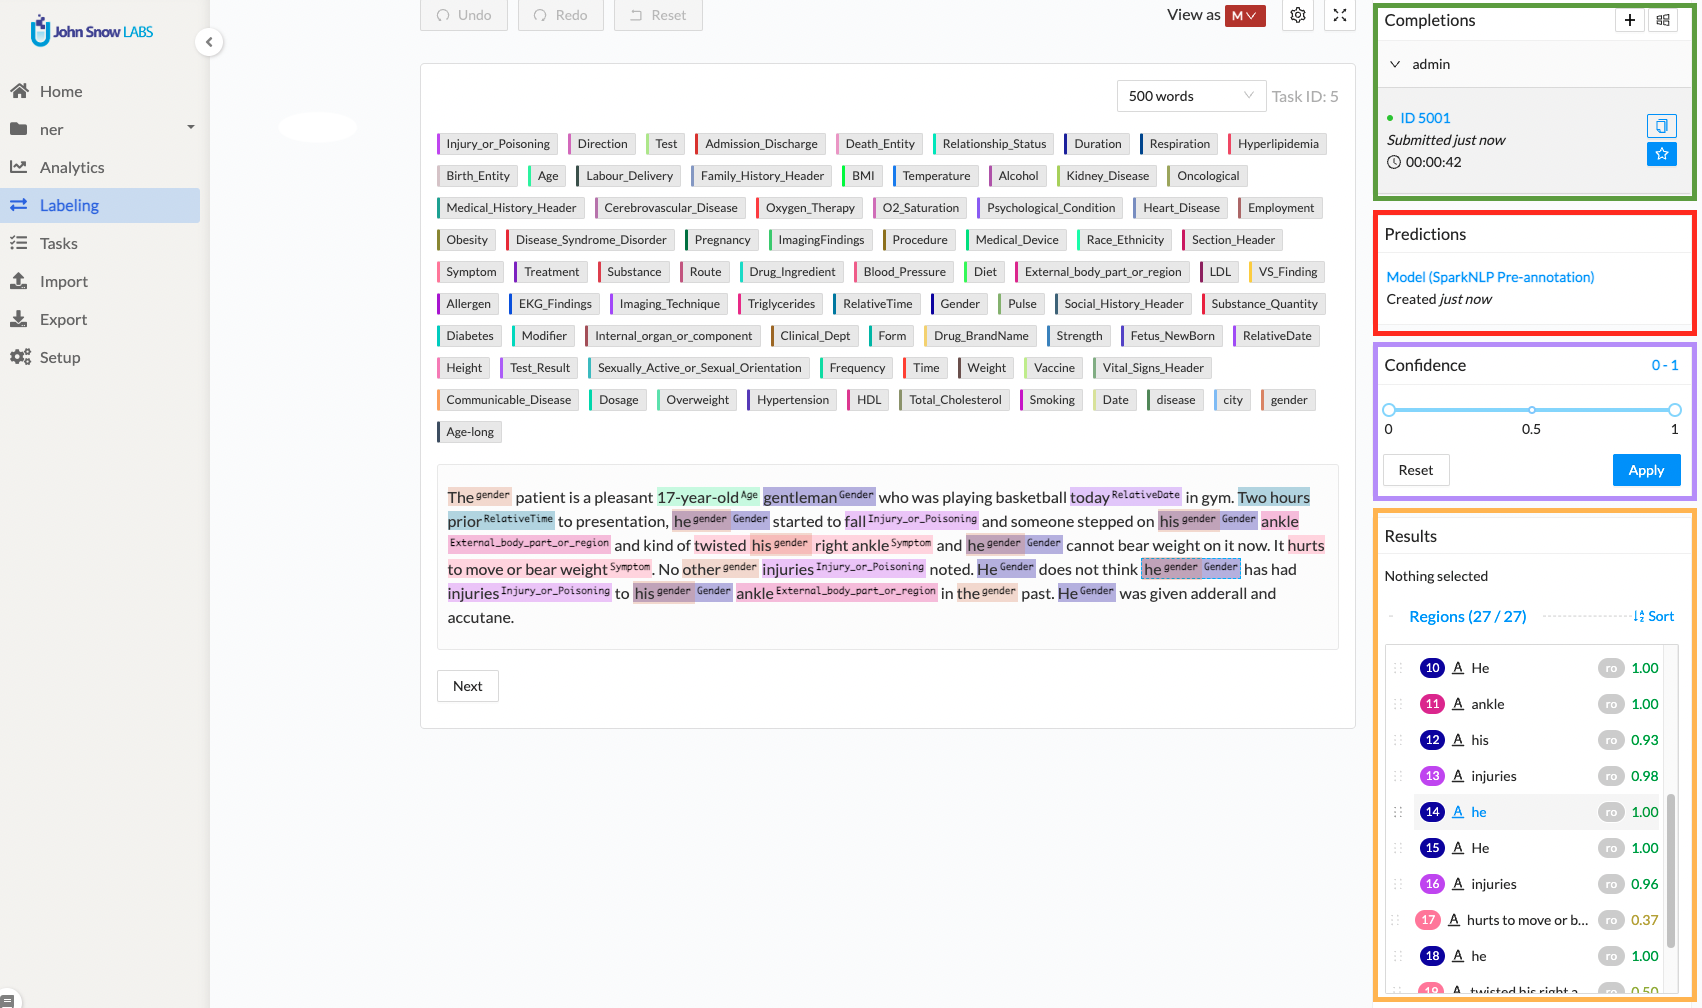 John Snow LABS
Home
ner
Analytics
Labeling
Tasks
Import
Export
Setup
Undo Redo Reset
View as M
500 words Task ID: 5
Injury_or_Poisoning Direction Test Admission_Discharge Death_Entity Relationship_Status Duration Respiration Hyperlipidemia
Birth_Entity Age Labour_Delivery Family_History_Header BMI Temperature Alcohol Kidney_Disease Oncological
Medical_History_Header Cerebrovascular_Disease Oxygen_Therapy O2_Saturation Psychological_Condition Heart_Disease Employment
Obesity Disease_Syndrome_Disorder Pregnancy ImagingFindings Procedure Medical_Device Race_Ethnicity Section_Header
Symptom Treatment Substance Route Drug_Ingredient Blood_Pressure Diet External_body_part_or_region LDL VS_Finding
Allergen EKG_Findings Imaging_Technique Triglycerides RelativeTime Gender Pulse Social_History_Header Substance_Quantity
Diabetes Modifier Internal_organ_or_component Clinical_Dept Form Drug_BrandName Strength Fetus_NewBorn RelativeDate
Height Test_Result Sexually_Active_or_Sexual_Orientation Frequency Time Weight Vaccine Vital_Signs_Header
Communicable_Disease Dosage Overweight Hypertension HDL Total_Cholesterol Smoking Date disease city gender
Age-long
The gender patient is a pleasant 17-year-old Age gentleman Gender who was playing basketball today RelativeDate in gym. Two hours
prior RelativeTime to presentation, he gender Gender started to fall Injury_or_Poisoning and someone stepped on his gender Gender ankle
External_body_part_or_region and kind of twisted his gender right ankle Symptom and he gender Gender cannot bear weight on it now. It hurts
to move or bear weight Symptom. No other gender injuries Injury_or_Poisoning noted. He Gender does not think he gender Gender has had
injuries Injury_or_Poisoning to his gender Gender ankle External_body_part_or_region in the gender past. He Gender was given adderall and
accutane.
Next
Completions
admin
ID 5001
Submitted just now
00:00:42
Predictions
Model (SparkNLP Pre-annotation)
Created just now
Confidence 0 - 1
0 0.5 1
Reset Apply
Results
Nothing selected
Regions (27 / 27) Sort
10 A He ro 1.00
11 A ankle ro 1.00
12 A his ro 0.93
13 A injuries ro 0.98
14 A he ro 1.00
15 A He ro 1.00
16 A injuries ro 0.96
17 A hurts to move or b... ro 0.37
18 A he ro 1.00
19 A twisted his right a ro 0.50